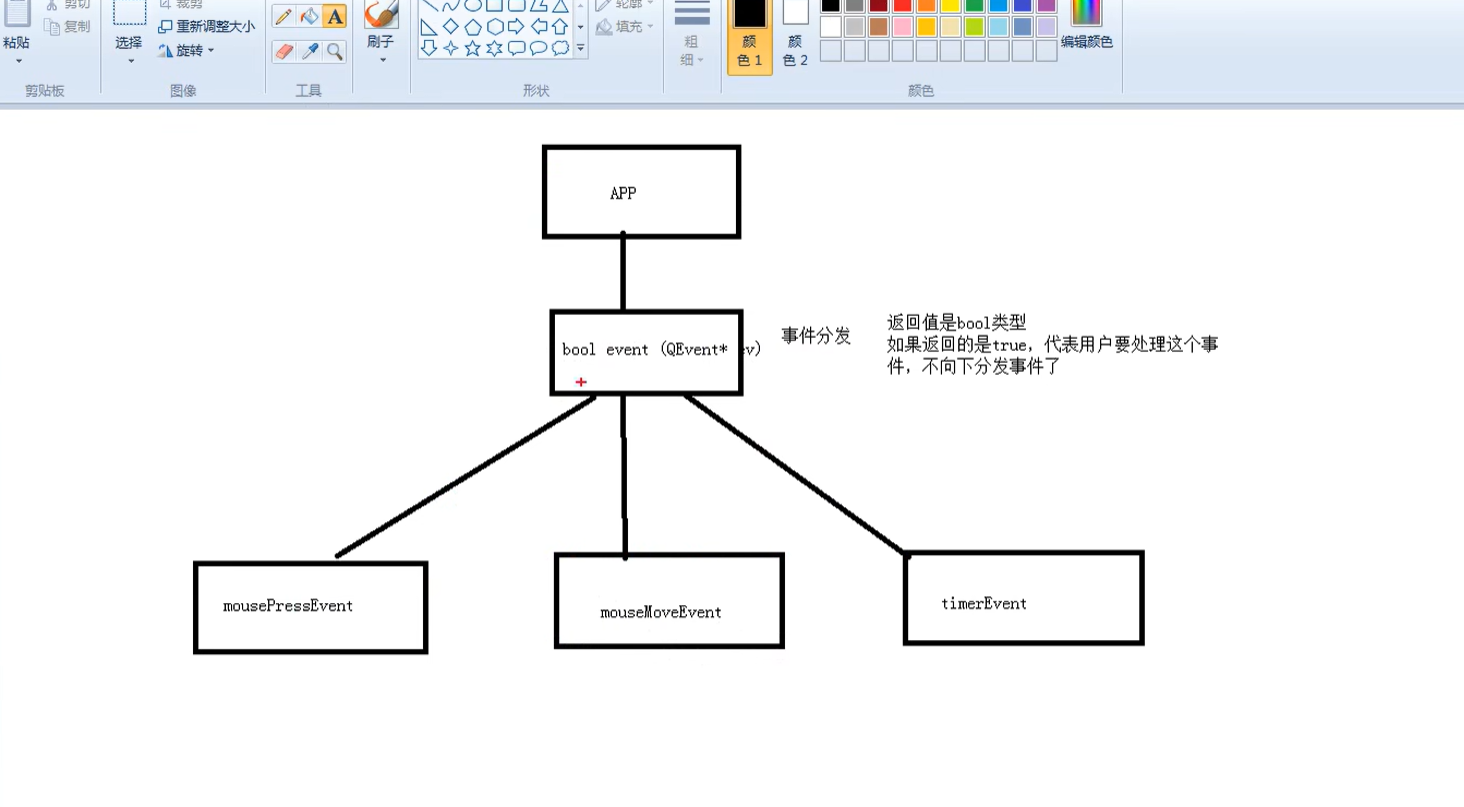 剪切
裁剪
轮廓
粘贴
复制
选择
重新调整大小
旋转
A
刷子
填充
粗
细
颜
色 1
颜
色 2
编辑颜色
剪贴板
图像
工具
形状
颜色
APP
bool event (QEvent* ev)
事件分发
返回值是bool类型
如果返回的是true, 代表用户要处理这个事
件, 不向下分发事件了
mousePressEvent
mouseMoveEvent
timerEvent